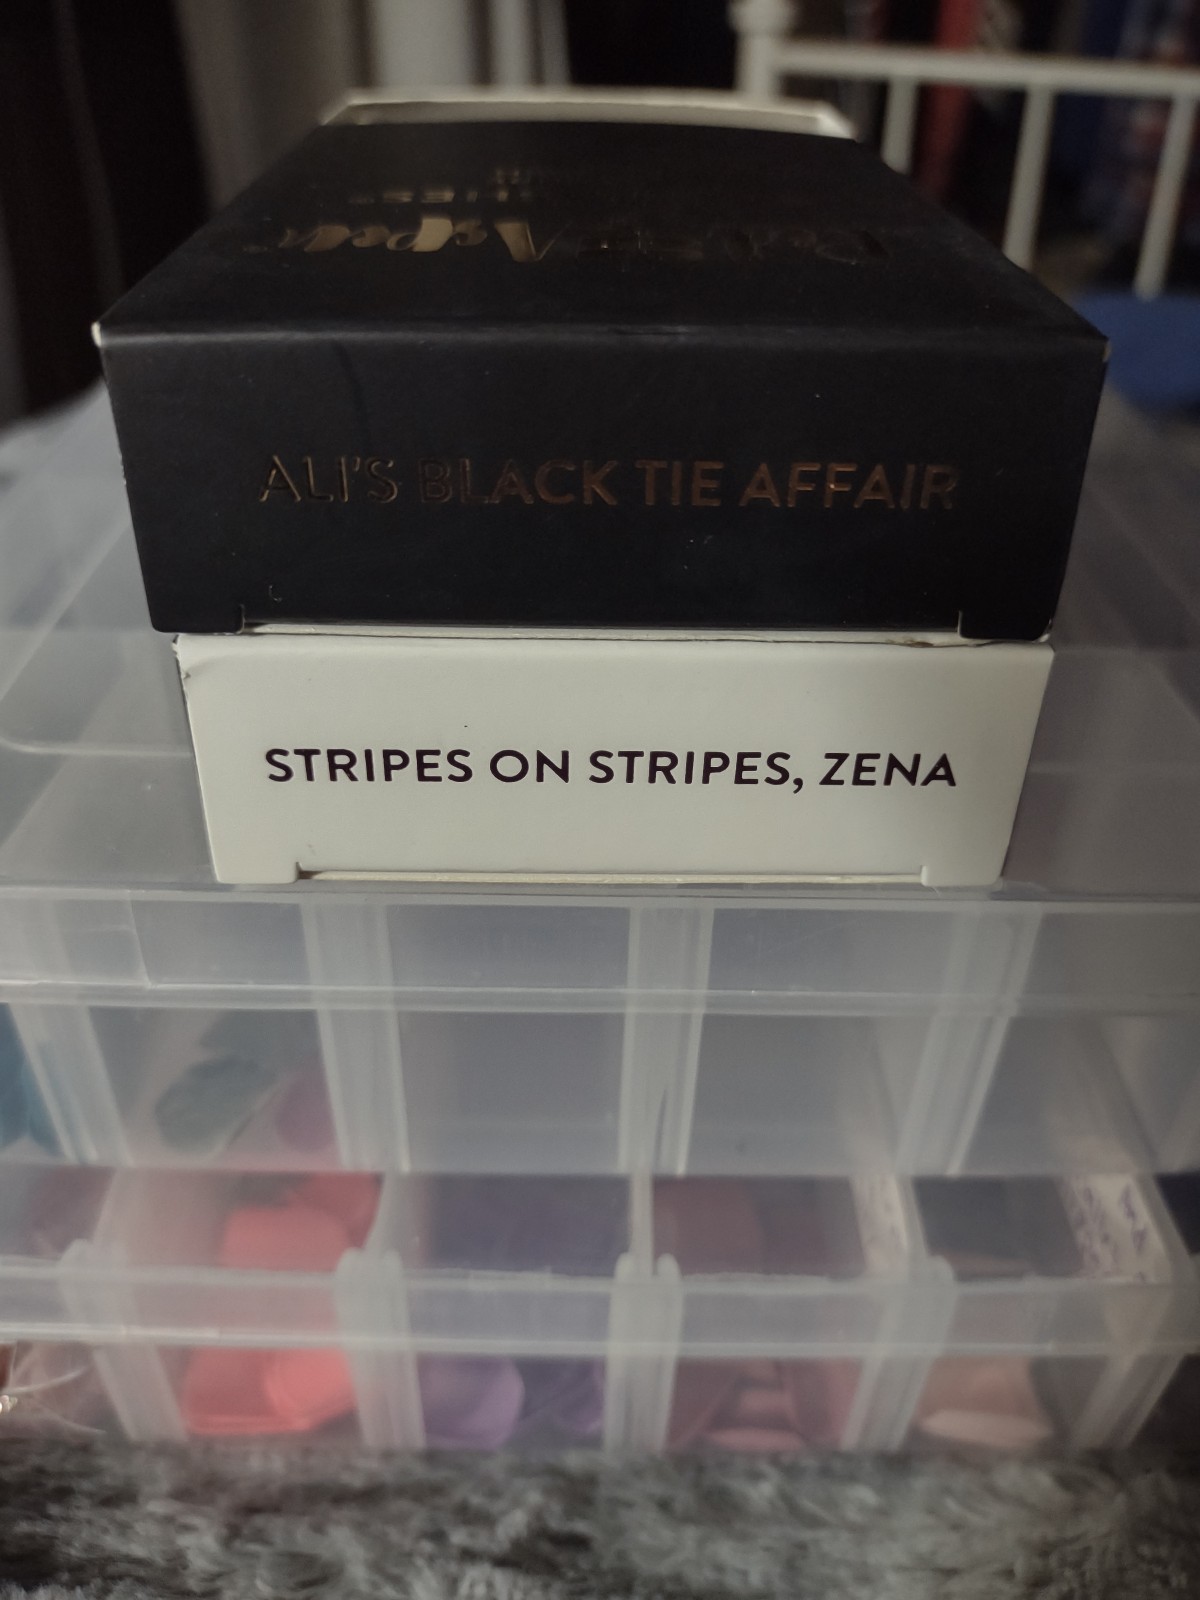 ALI'S BLACK TIE AFFAIR
STRIPES ON STRIPES, ZENA